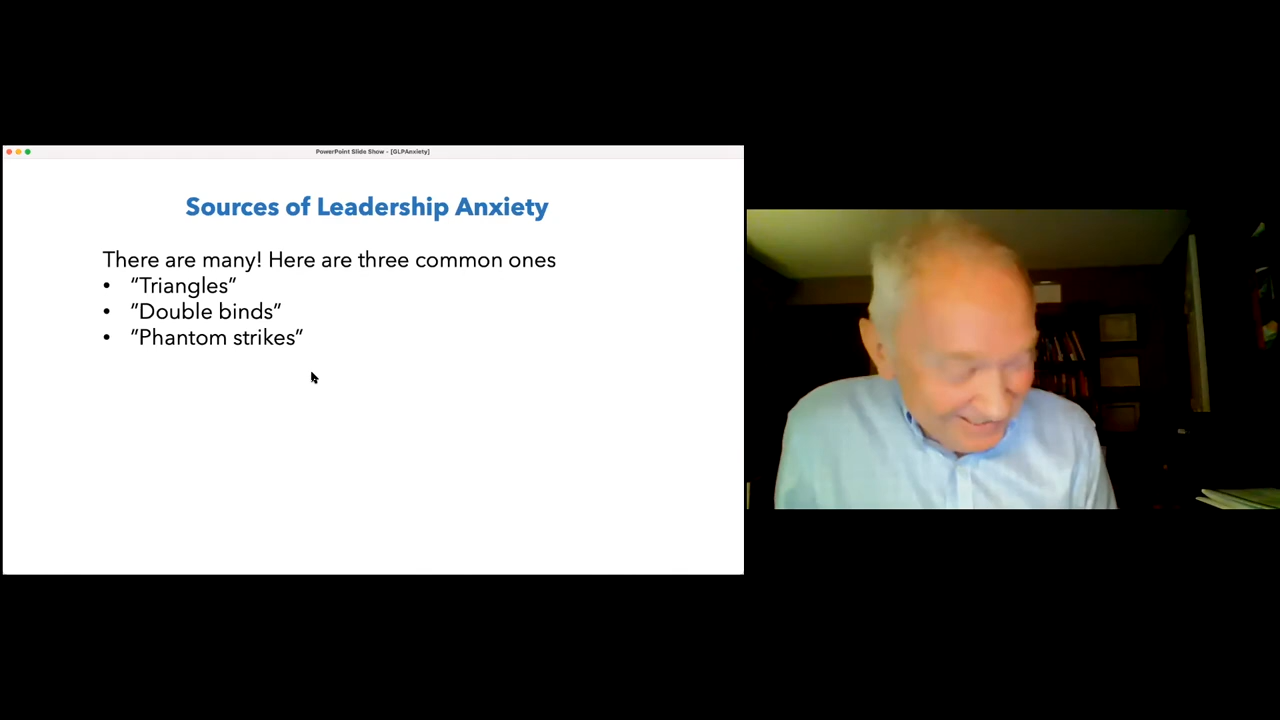 PowerPoint Slide Show - [GLPAnxiety]
Sources of Leadership Anxiety
There are many! Here are three common ones
• ”Triangles”
• ”Double binds”
• ”Phantom strikes”